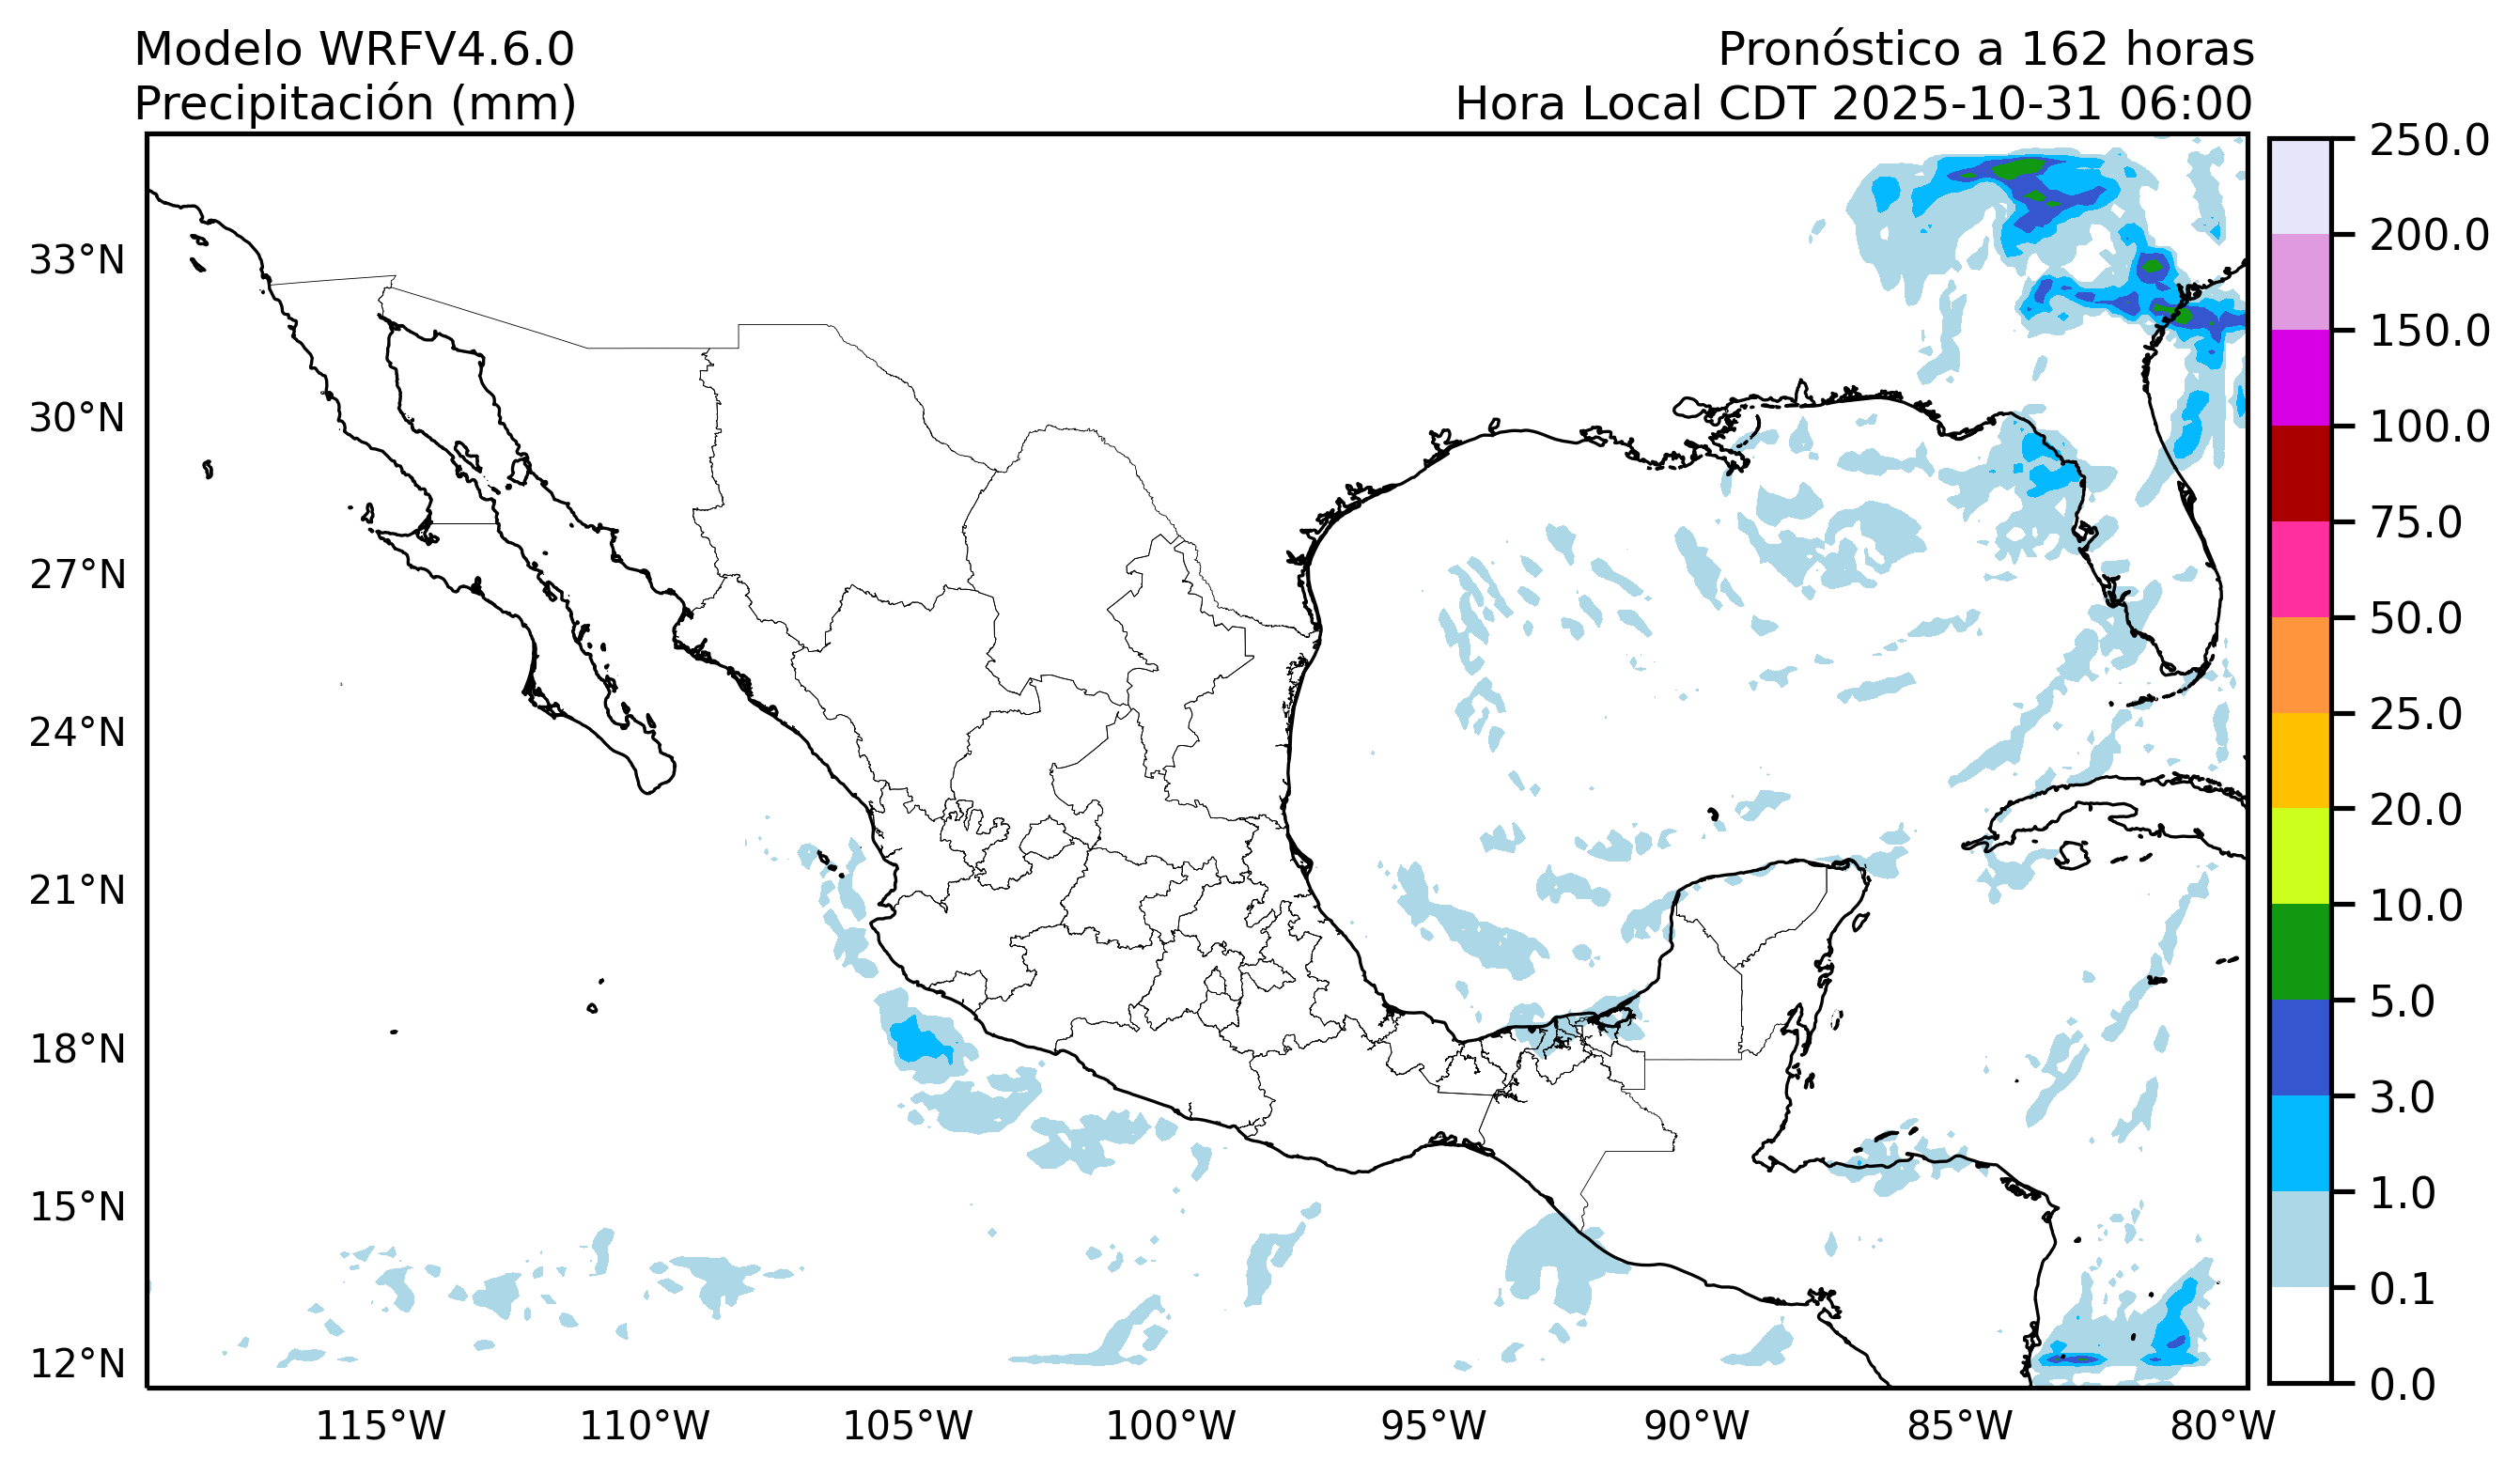 Modelo WRFV4.6.0
Precipitación (mm)
Pronóstico a 162 horas
Hora Local CDT 2025-10-31 06:00
33°N
30°N
27°N
24°N
21°N
18°N
15°N
12°N
115°W
110°W
105°W
100°W
95°W
90°W
85°W
80°W
250.0
200.0
150.0
100.0
75.0
50.0
25.0
20.0
10.0
5.0
3.0
1.0
0.1
0.0